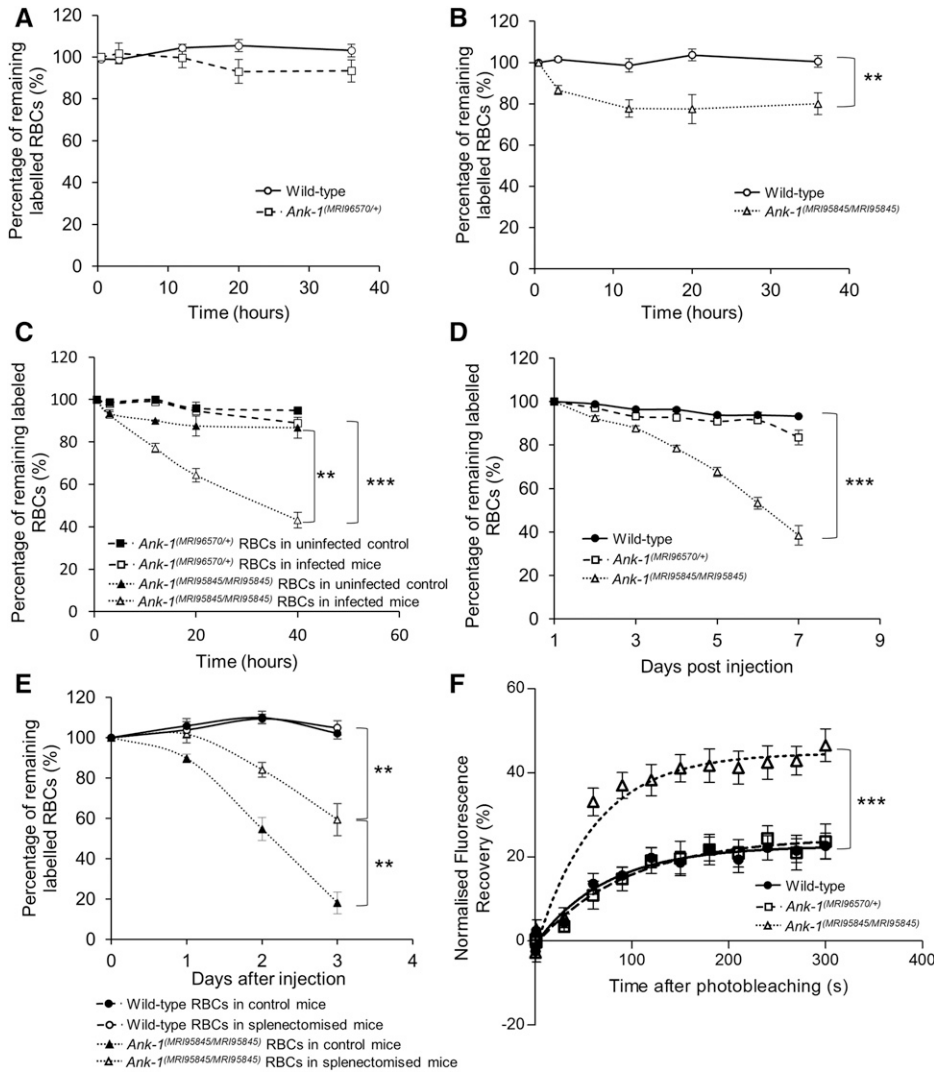 A
Percentage of remaining
labelled RBCs (%)
120
100
80
60
40
20
0
0
10
20
30
40
Time (hours)
Wild-type
Ank-1(MRI96570/+)
B
Percentage of remaining
labelled RBCs (%)
120
100
80
60
40
20
0
0
10
20
30
40
Time (hours)
**
Wild-type
Ank-1(MRI95845/MRI95845)
C
Percentage of remaining labelled
RBCs (%)
120
100
80
60
40
20
0
0
20
40
60
Time (hours)
**
***
Ank-1(MRI96570/+) RBCs in uninfected control
Ank-1(MRI96570/+) RBCs in infected mice
Ank-1(MRI95845/MRI95845) RBCs in uninfected control
Ank-1(MRI95845/MRI95845) RBCs in infected mice
D
Percentage of remaining labelled
RBCs (%)
120
100
80
60
40
20
0
1
3
5
7
9
Days post injection
***
Wild-type
Ank-1(MRI96570/+)
Ank-1(MRI95845/MRI95845)
E
Percentage of remaining
labelled RBCs (%)
120
100
80
60
40
20
0
0
1
2
3
4
Days after injection
**
**
Wild-type RBCs in control mice
Wild-type RBCs in splenectomised mice
Ank-1(MRI95845/MRI95845) RBCs in control mice
Ank-1(MRI95845/MRI95845) RBCs in splenectomised mice
F
Normalised Fluorescence
Recovery (%)
60
40
20
0
-20
100
200
300
400
Time after photobleaching (s)
***
Wild-type
Ank-1(MRI96570/+)
Ank-1(MRI95845/MRI95845)